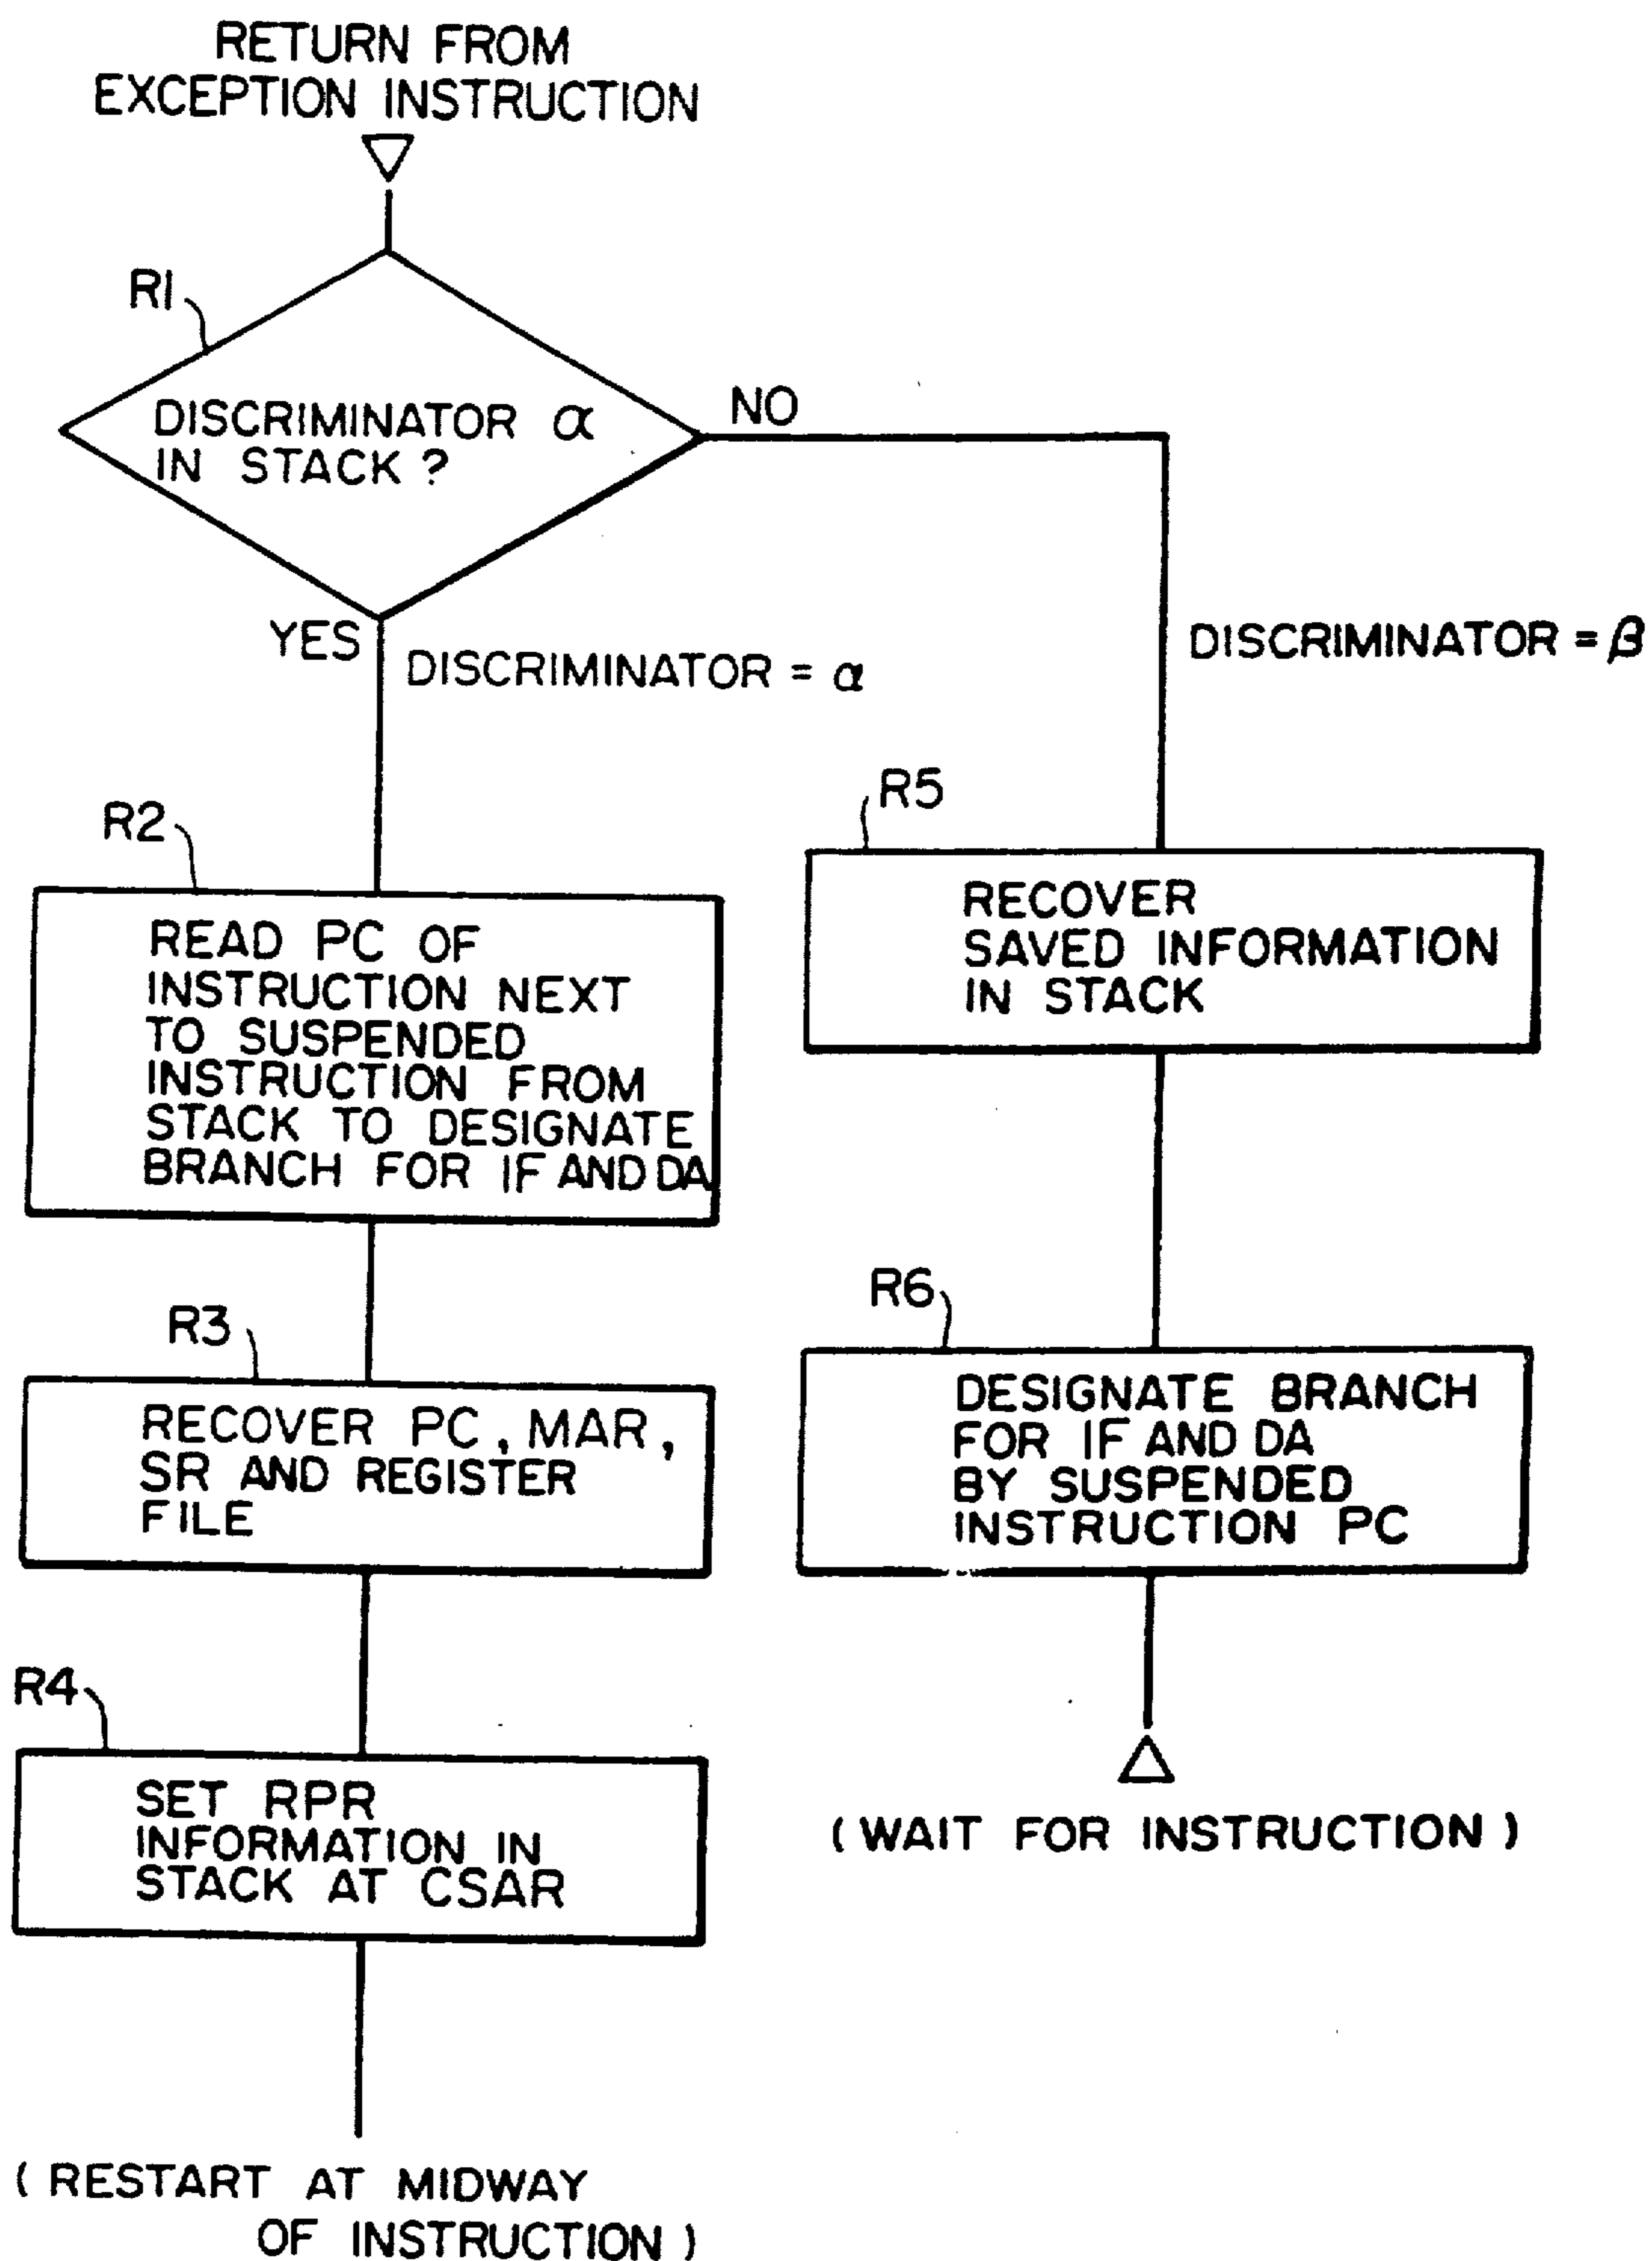 RETURN FROM
EXCEPTION INSTRUCTION
R1
DISCRIMINATOR α
IN STACK ?
NO
YES
DISCRIMINATOR = α
DISCRIMINATOR = β
R2
READ PC OF
INSTRUCTION NEXT
TO SUSPENDED
INSTRUCTION FROM
STACK TO DESIGNATE
BRANCH FOR IF AND DA
R5
RECOVER
SAVED INFORMATION
IN STACK
R3
RECOVER PC, MAR,
SR AND REGISTER
FILE
R6
DESIGNATE BRANCH
FOR IF AND DA
BY SUSPENDED
INSTRUCTION PC
R4
SET RPR
INFORMATION IN
STACK AT CSAR
(WAIT FOR INSTRUCTION)
(RESTART AT MIDWAY
OF INSTRUCTION)